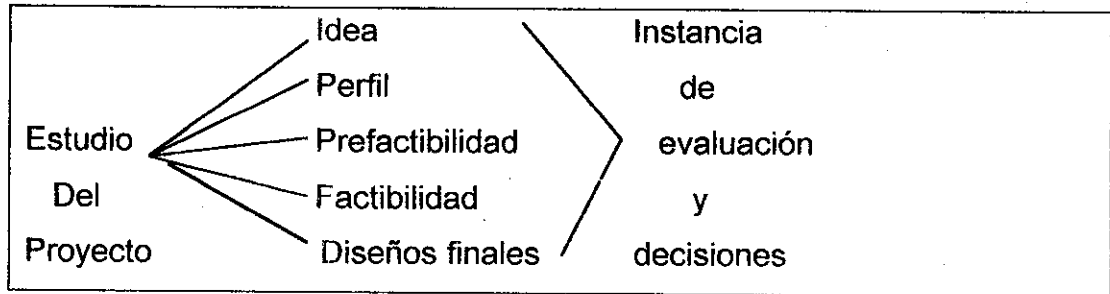 Idea
Instancia
Perfil
de
Estudio
Prefactibilidad
evaluación
Del
Factibilidad
y
Proyecto
Diseños finales
decisiones